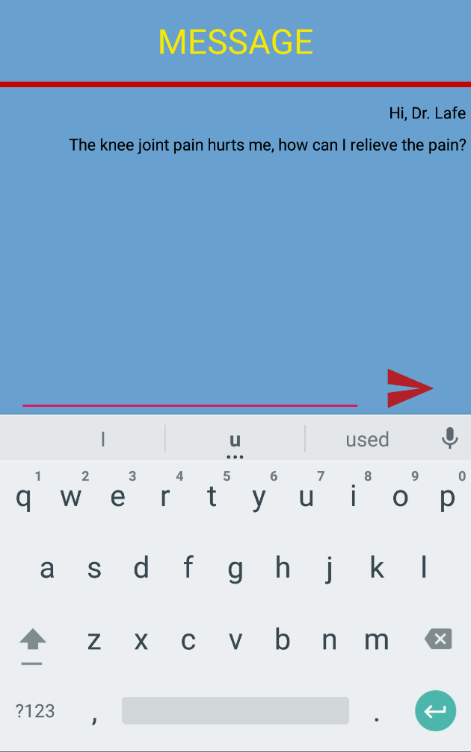 MESSAGE
Hi, Dr. Lafe
The knee joint pain hurts me, how can I relieve the pain?
I u used
1 2 3 4 5 6 7 8 9 0
q w e r t y u i o p
a s d f g h j k l
z x c v b n m
?123 , .